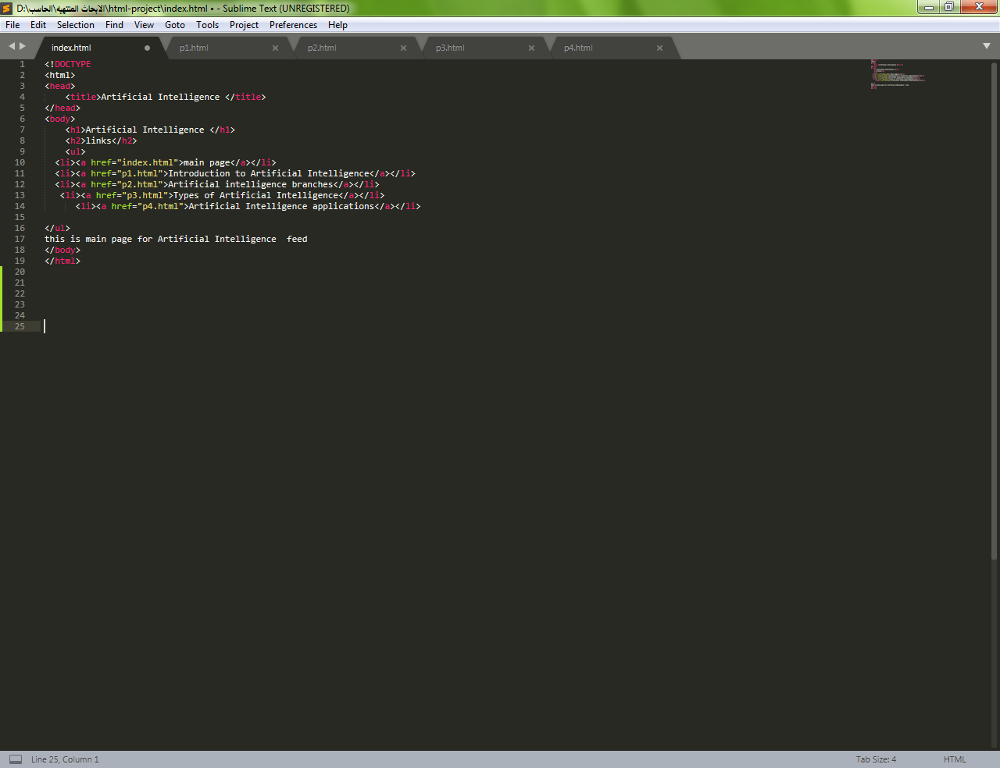 D:\الابحاث المنتهيه\الحاسب\html-project\index.html • - Sublime Text (UNREGISTERED)
File Edit Selection Find View Goto Tools Project Preferences Help
index.html p1.html p2.html p3.html p4.html
1 <!DOCTYPE
2 <html>
3 <head>
4 <title>Artificial Intelligence </title>
5 </head>
6 <body>
7 <h1>Artificial Intelligence </h1>
8 <h2>links</h2>
9 <ul>
10 <li><a href="index.html">main page</a></li>
11 <li><a href="p1.html">Introduction to Artificial Intelligence</a></li>
12 <li><a href="p2.html">Artificial intelligence branches</a></li>
13 <li><a href="p3.html">Types of Artificial Intelligence</a></li>
14 <li><a href="p4.html">Artificial Intelligence applications</a></li>
15
16 </ul>
17 this is main page for Artificial Intelligence  feed
18 </body>
19 </html>
20
21
22
23
24
25
Line 25, Column 1 Tab Size: 4 HTML